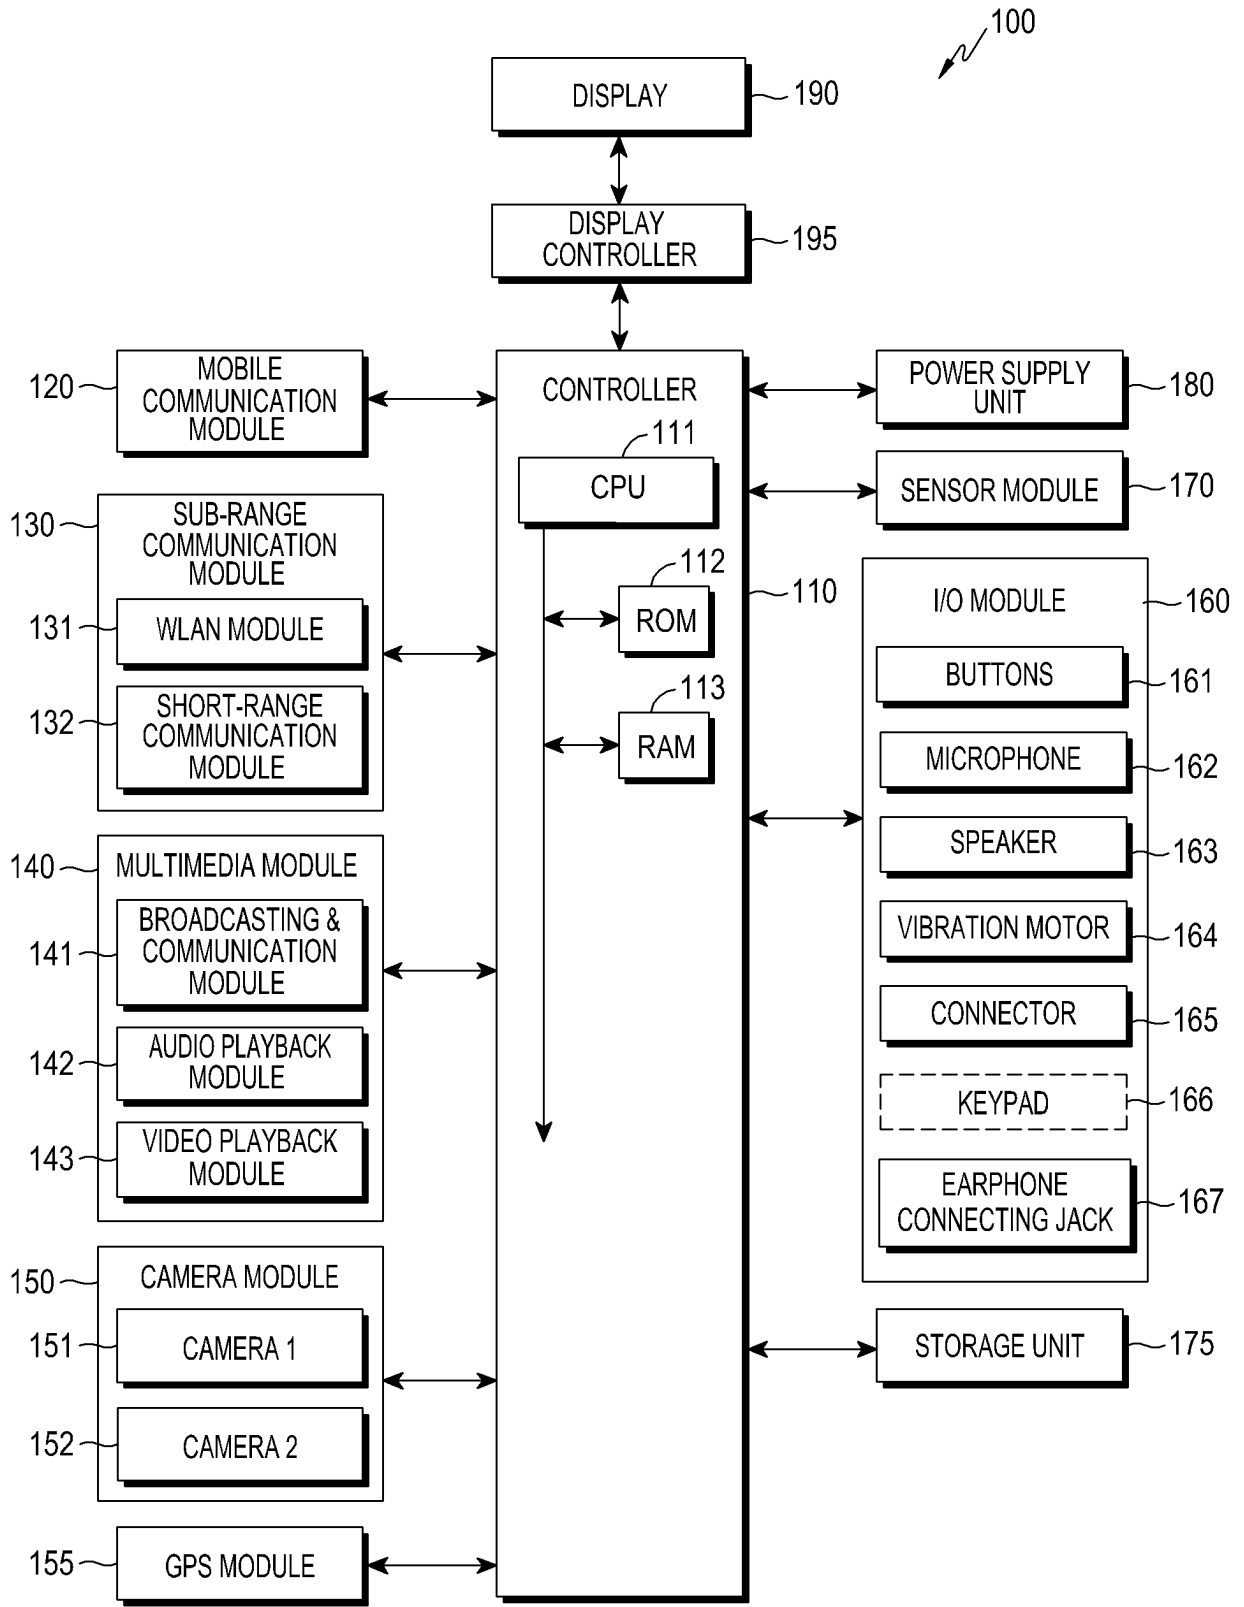 100
DISPLAY
190
DISPLAY
CONTROLLER
195
120
MOBILE
COMMUNICATION
MODULE
130
SUB-RANGE
COMMUNICATION
MODULE
131
WLAN MODULE
132
SHORT-RANGE
COMMUNICATION
MODULE
140
MULTIMEDIA MODULE
141
BROADCASTING &
COMMUNICATION
MODULE
142
AUDIO PLAYBACK
MODULE
143
VIDEO PLAYBACK
MODULE
150
CAMERA MODULE
151
CAMERA 1
152
CAMERA 2
155
GPS MODULE
CONTROLLER
111
CPU
112
ROM
113
RAM
110
POWER SUPPLY
UNIT
180
SENSOR MODULE
170
I/O MODULE
160
BUTTONS
161
MICROPHONE
162
SPEAKER
163
VIBRATION MOTOR
164
CONNECTOR
165
KEYPAD
166
EARPHONE
CONNECTING JACK
167
STORAGE UNIT
175